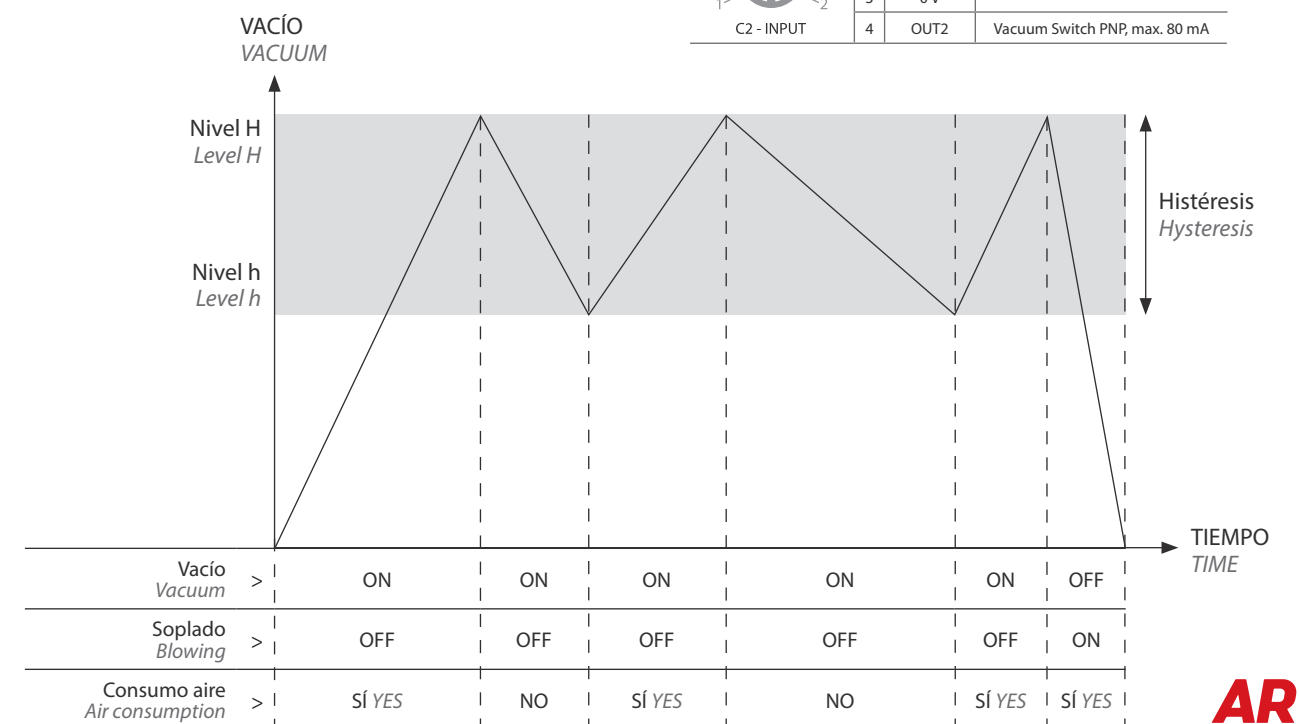 1 2
C2 - INPUT
4 OUT2 Vacuum Switch PNP, max. 80 mA
VACÍO
VACUUM
Nivel H
Level H
Nivel h
Level h
Histéresis
Hysteresis
TIEMPO
TIME
Vacío
Vacuum
> ON ON ON ON ON OFF
Soplado
Blowing
> OFF OFF OFF OFF OFF ON
Consumo aire
Air consumption
> SÍ YES NO SÍ YES NO SÍ YES SÍ YES
AR